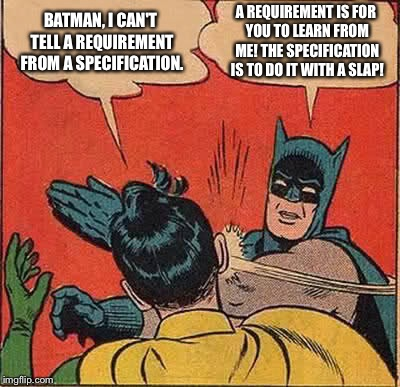 BATMAN, I CAN'T
TELL A REQUIREMENT
FROM A SPECIFICATION.
A REQUIREMENT IS FOR
YOU TO LEARN FROM
ME! THE SPECIFICATION
IS TO DO IT WITH A SLAP!
imgflip.com